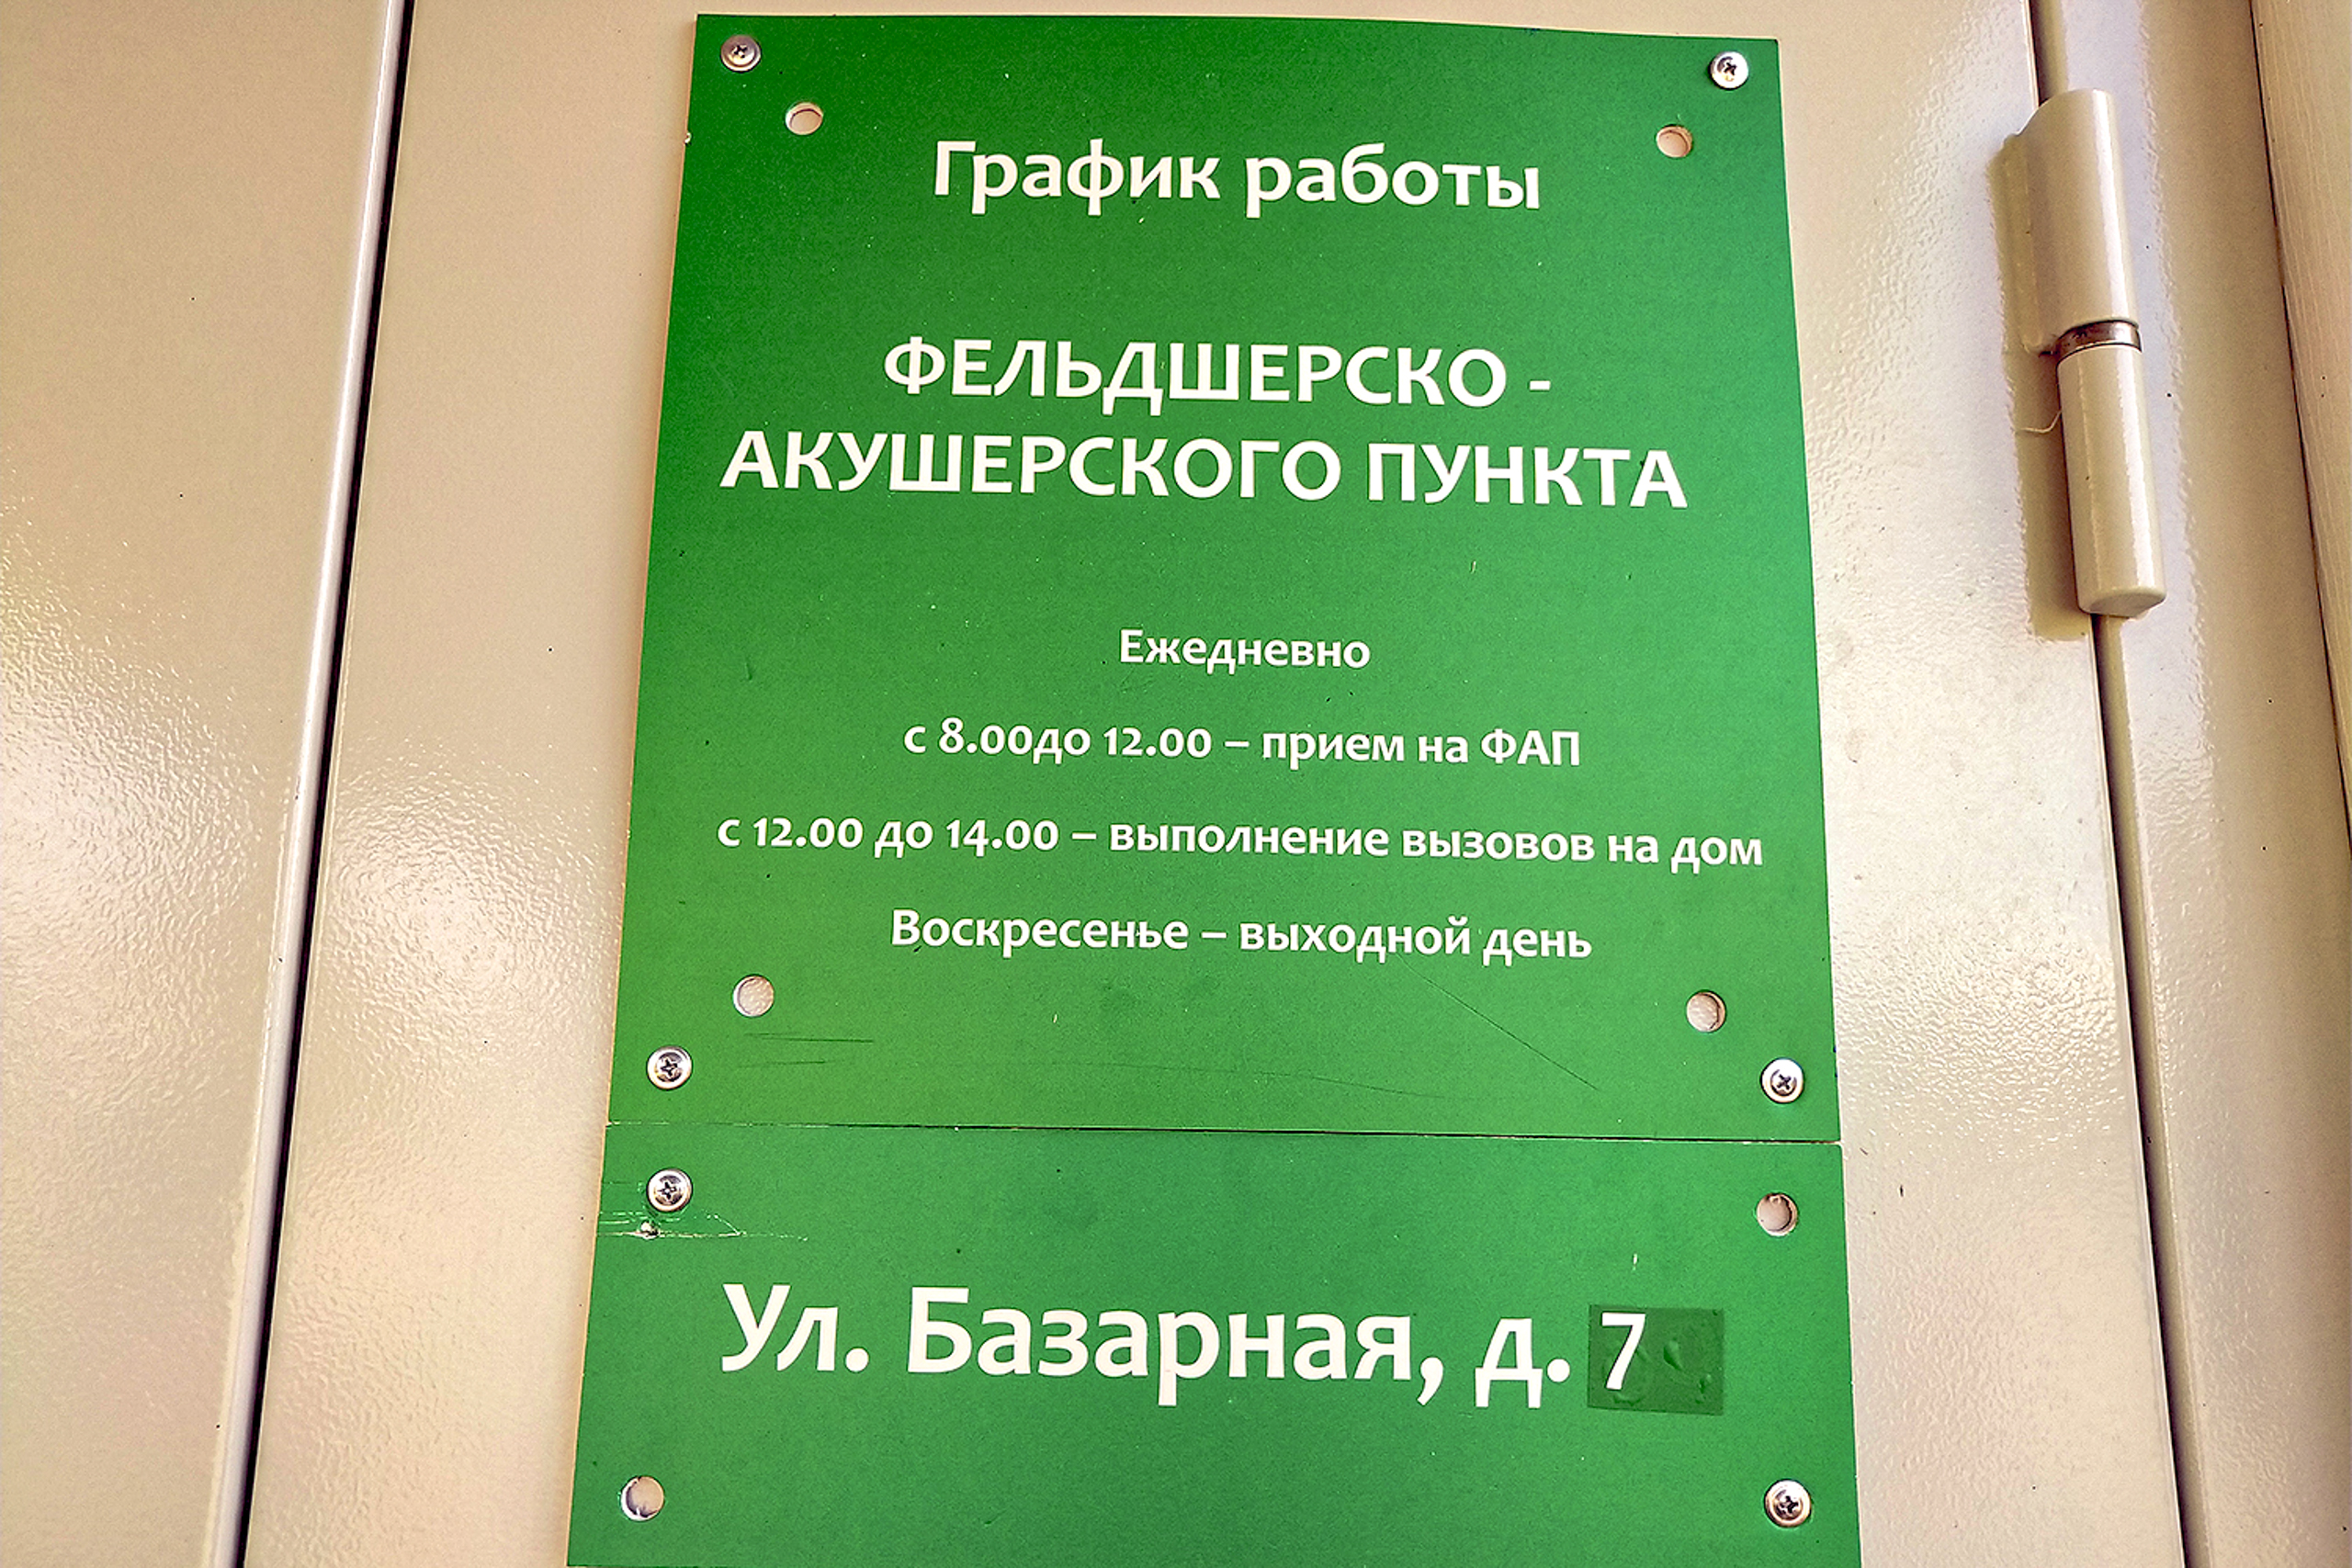 График работы
ФЕЛЬДШЕРСКО -
АКУШЕРСКОГО ПУНКТА
Ежедневно
с 8.00до 12.00 – прием на ФАП
с 12.00 до 14.00 – выполнение вызовов на дом
Воскресенье – выходной день
Ул. Базарная, д. 7